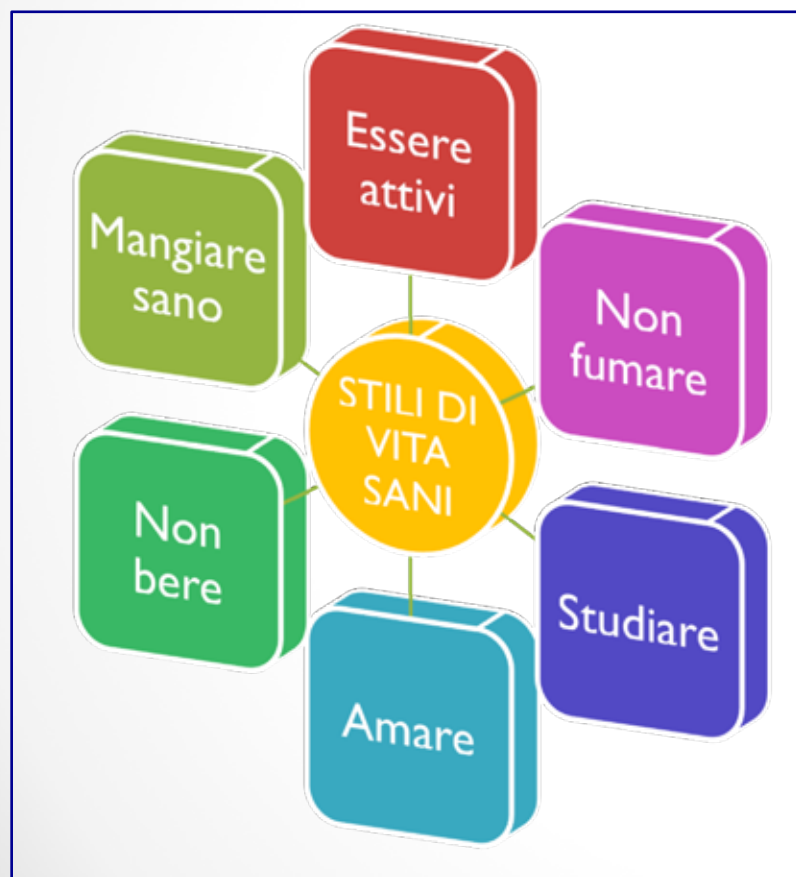 Essere
attivi
Mangiare
sano
Non
fumare
STILI DI
VITA
SANI
Non
bere
Studiare
Amare